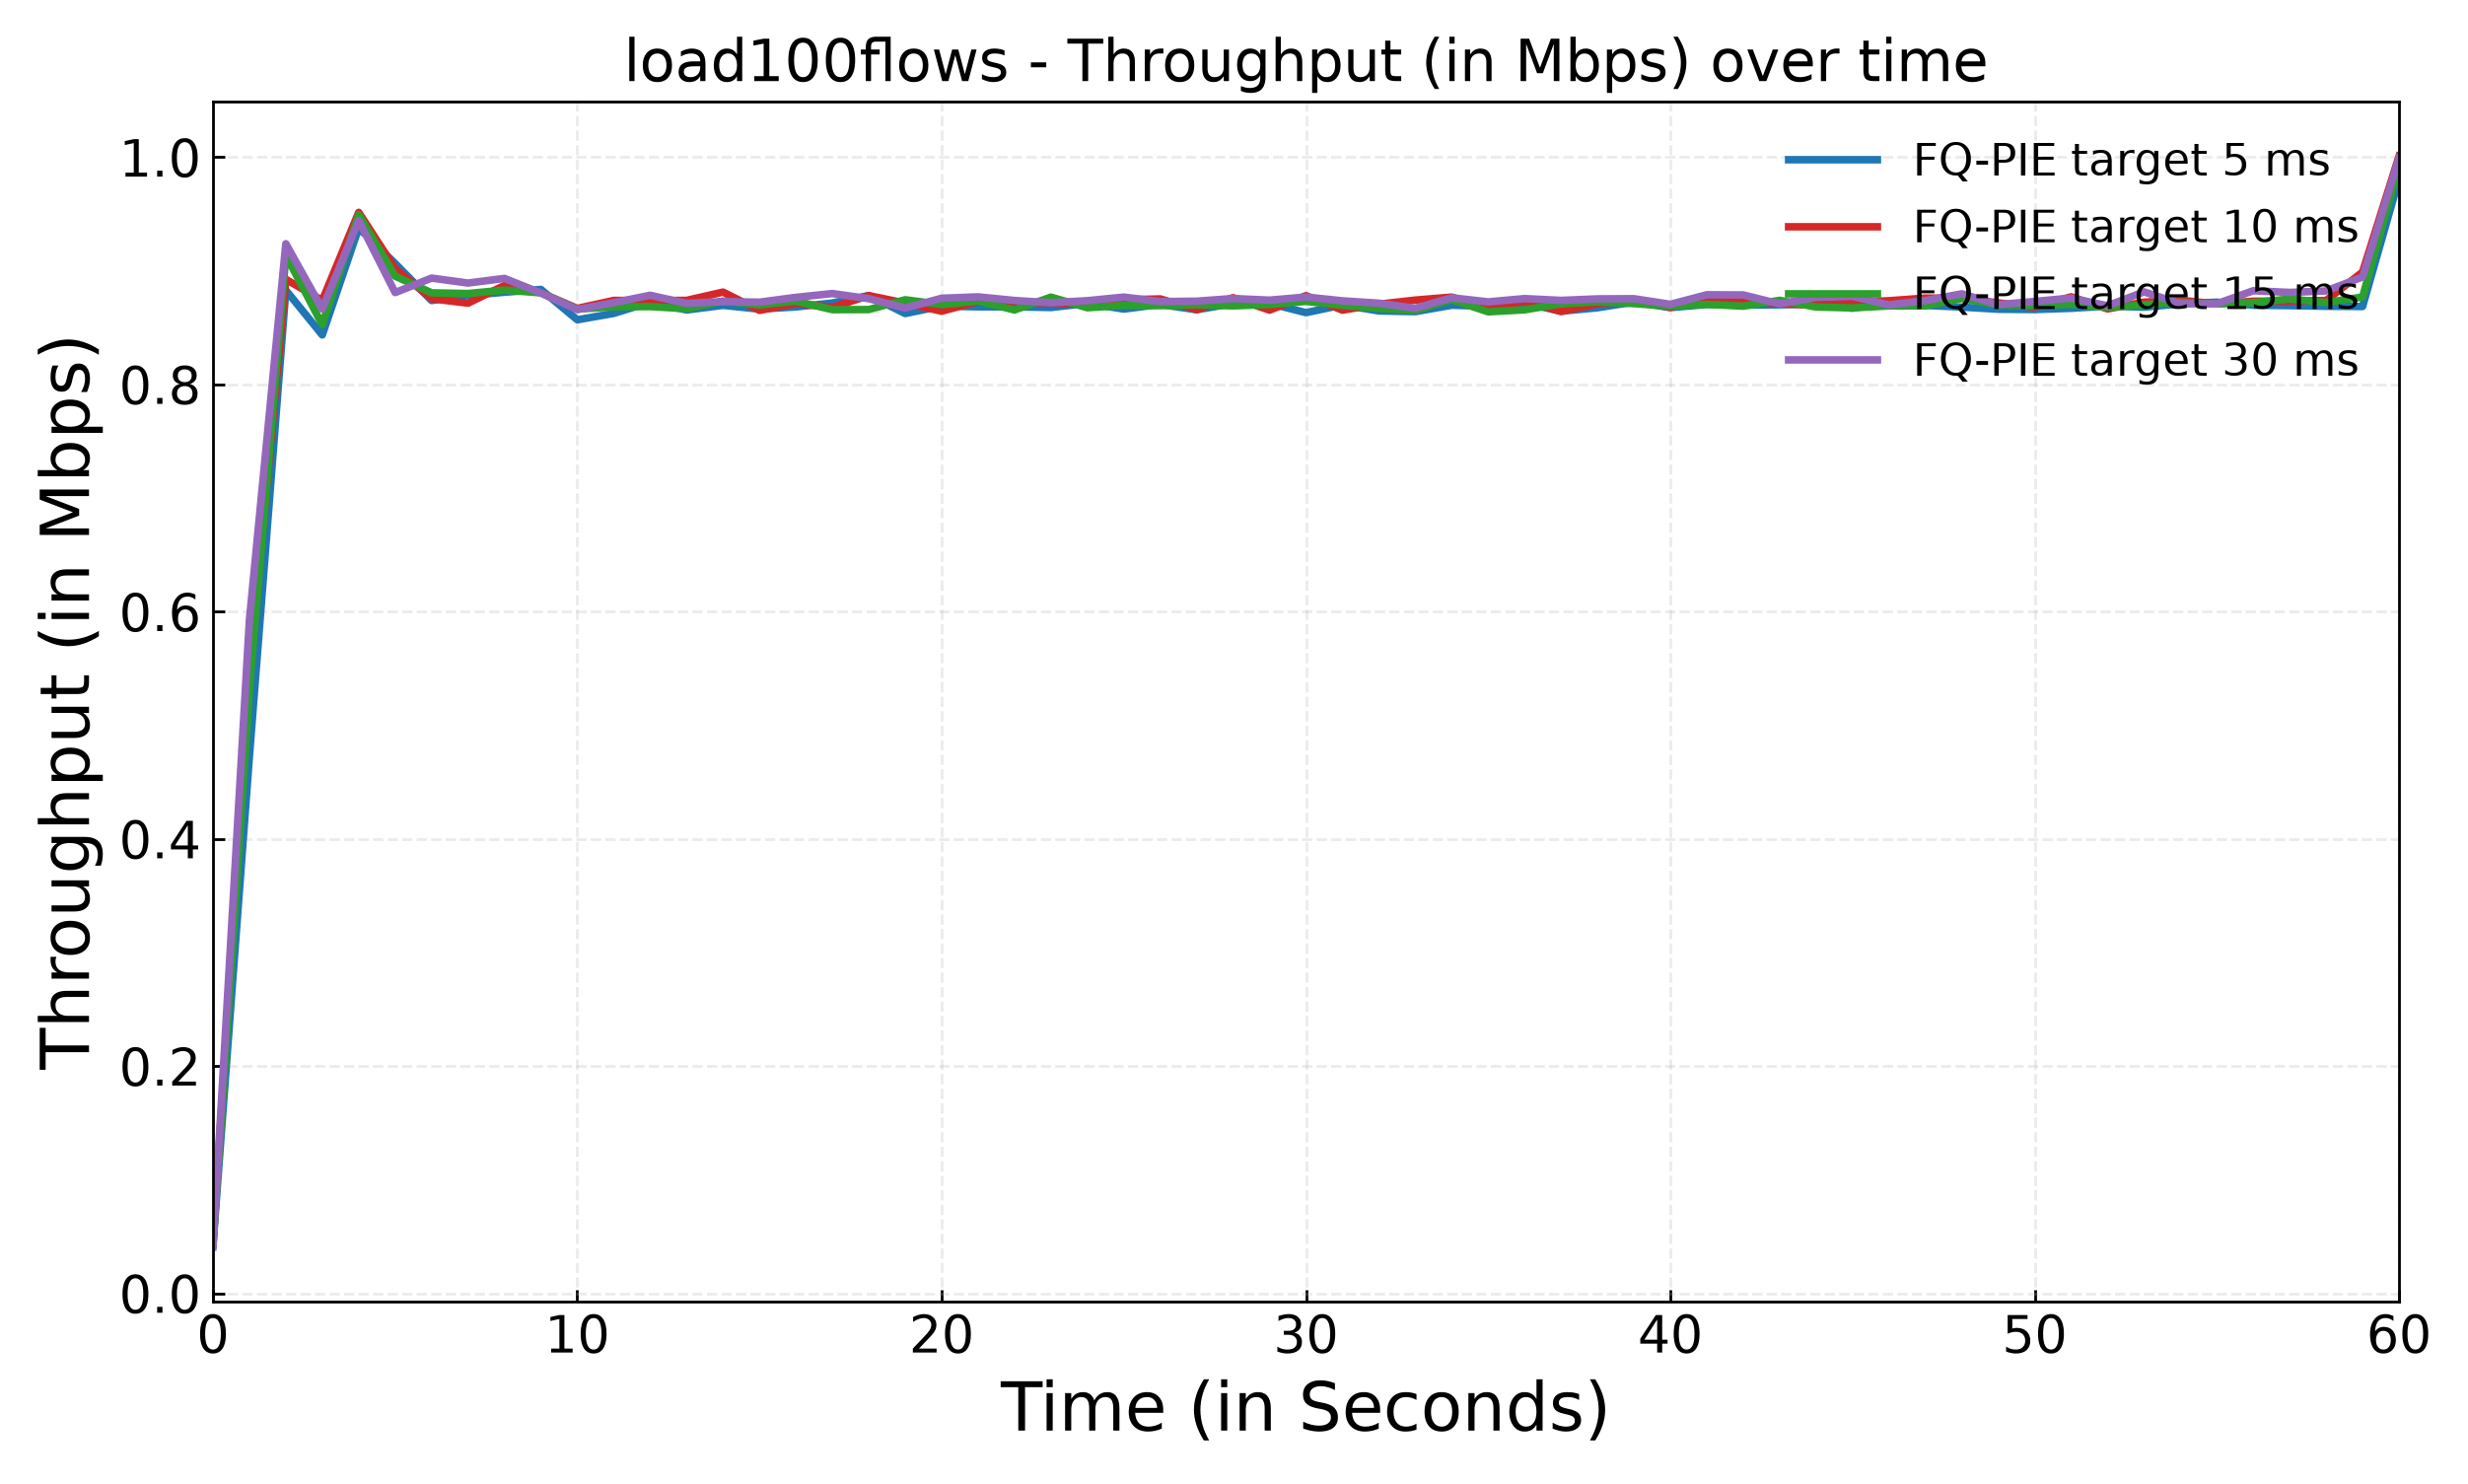 load100flows - Throughput (in Mbps) over time
FQ-PIE target 5 ms
FQ-PIE target 10 ms
FQ-PIE target 15 ms
FQ-PIE target 30 ms
Throughput (in Mbps)
1.0
0.8
0.6
0.4
0.2
0.0
0 10 20 30 40 50 60
Time (in Seconds)